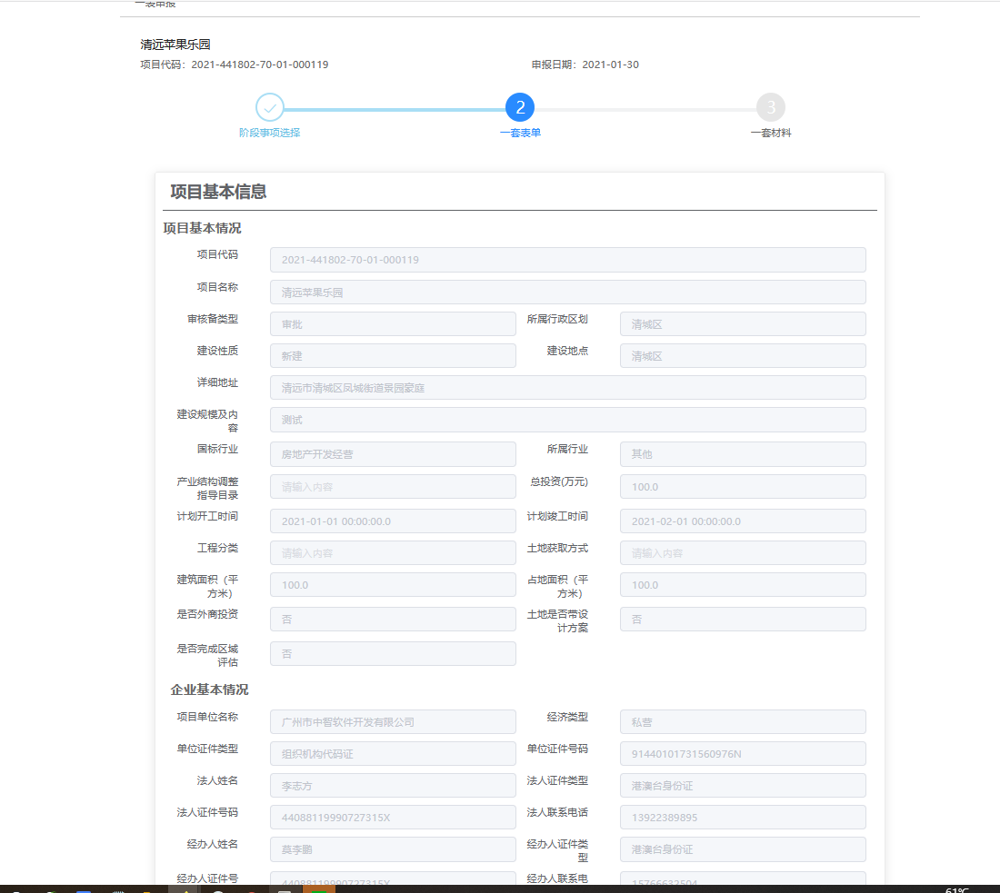 一表申报
清远苹果乐园
项目代码：2021-441802-70-01-000119 申报日期：2021-01-30
2 3
阶段事项选择 一套表单 一套材料
项目基本信息
项目基本情况
项目代码 2021-441802-70-01-000119
项目名称 清远苹果乐园
审核备类型 审批 所属行政区划 清城区
建设性质 新建 建设地点 清城区
详细地址 清远市清城区凤城街道景园豪庭
建设规模及内容 测试
国标行业 房地产开发经营 所属行业 其他
产业结构调整指导目录 请输入内容 总投资(万元) 100.0
计划开工时间 2021-01-01 00:00:00.0 计划竣工时间 2021-02-01 00:00:00.0
工程分类 请输入内容 土地获取方式 请输入内容
建筑面积（平方米） 100.0 占地面积（平方米） 100.0
是否外商投资 否 土地是否带设计方案 否
是否完成区域评估 否
企业基本情况
项目单位名称 广州市中智软件开发有限公司 经济类型 私营
单位证件类型 组织机构代码证 单位证件号码 91440101731560976N
法人姓名 李志方 法人证件类型 港澳台身份证
法人证件号码 44088119990727315X 法人联系电话 13922389895
经办人姓名 莫李鹏 经办人证件类型 港澳台身份证
经办人证件号 44088119990727315X 经办人联系电 15766632504
61°C